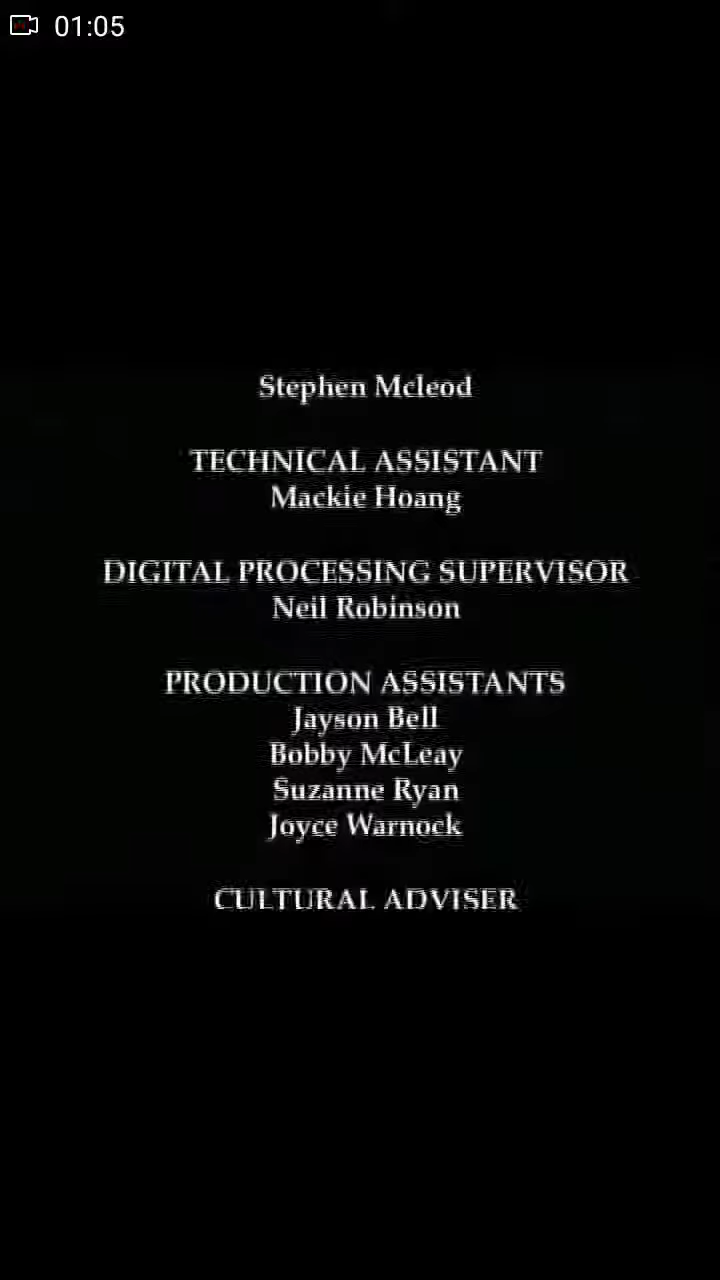 01:05
Stephen Mcleod
TECHNICAL ASSISTANT
Mackie Hoang
DIGITAL PROCESSING SUPERVISOR
Neil Robinson
PRODUCTION ASSISTANTS
Jayson Bell
Bobby McLeay
Suzanne Ryan
Joyce Warnock
CULTURAL ADVISER